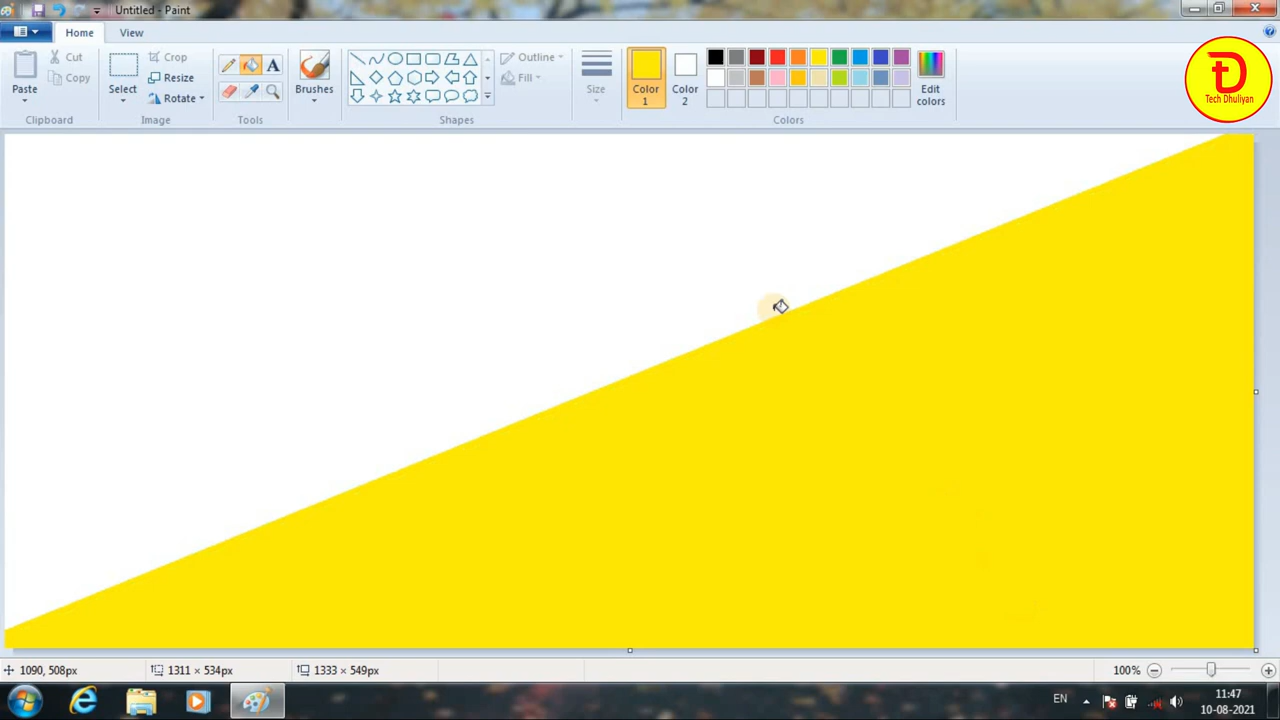 Untitled - Paint
Home
View
Paste
Cut
Copy
Clipboard
Select
Crop
Resize
Rotate
Image
A
Tools
Brushes
Outline
Fill
Shapes
Size
Color
1
Color
2
Edit
colors
Colors
Tech Dhuliyan
1090, 508px
1311 × 534px
1333 × 549px
100%
EN
11:47
10-08-2021